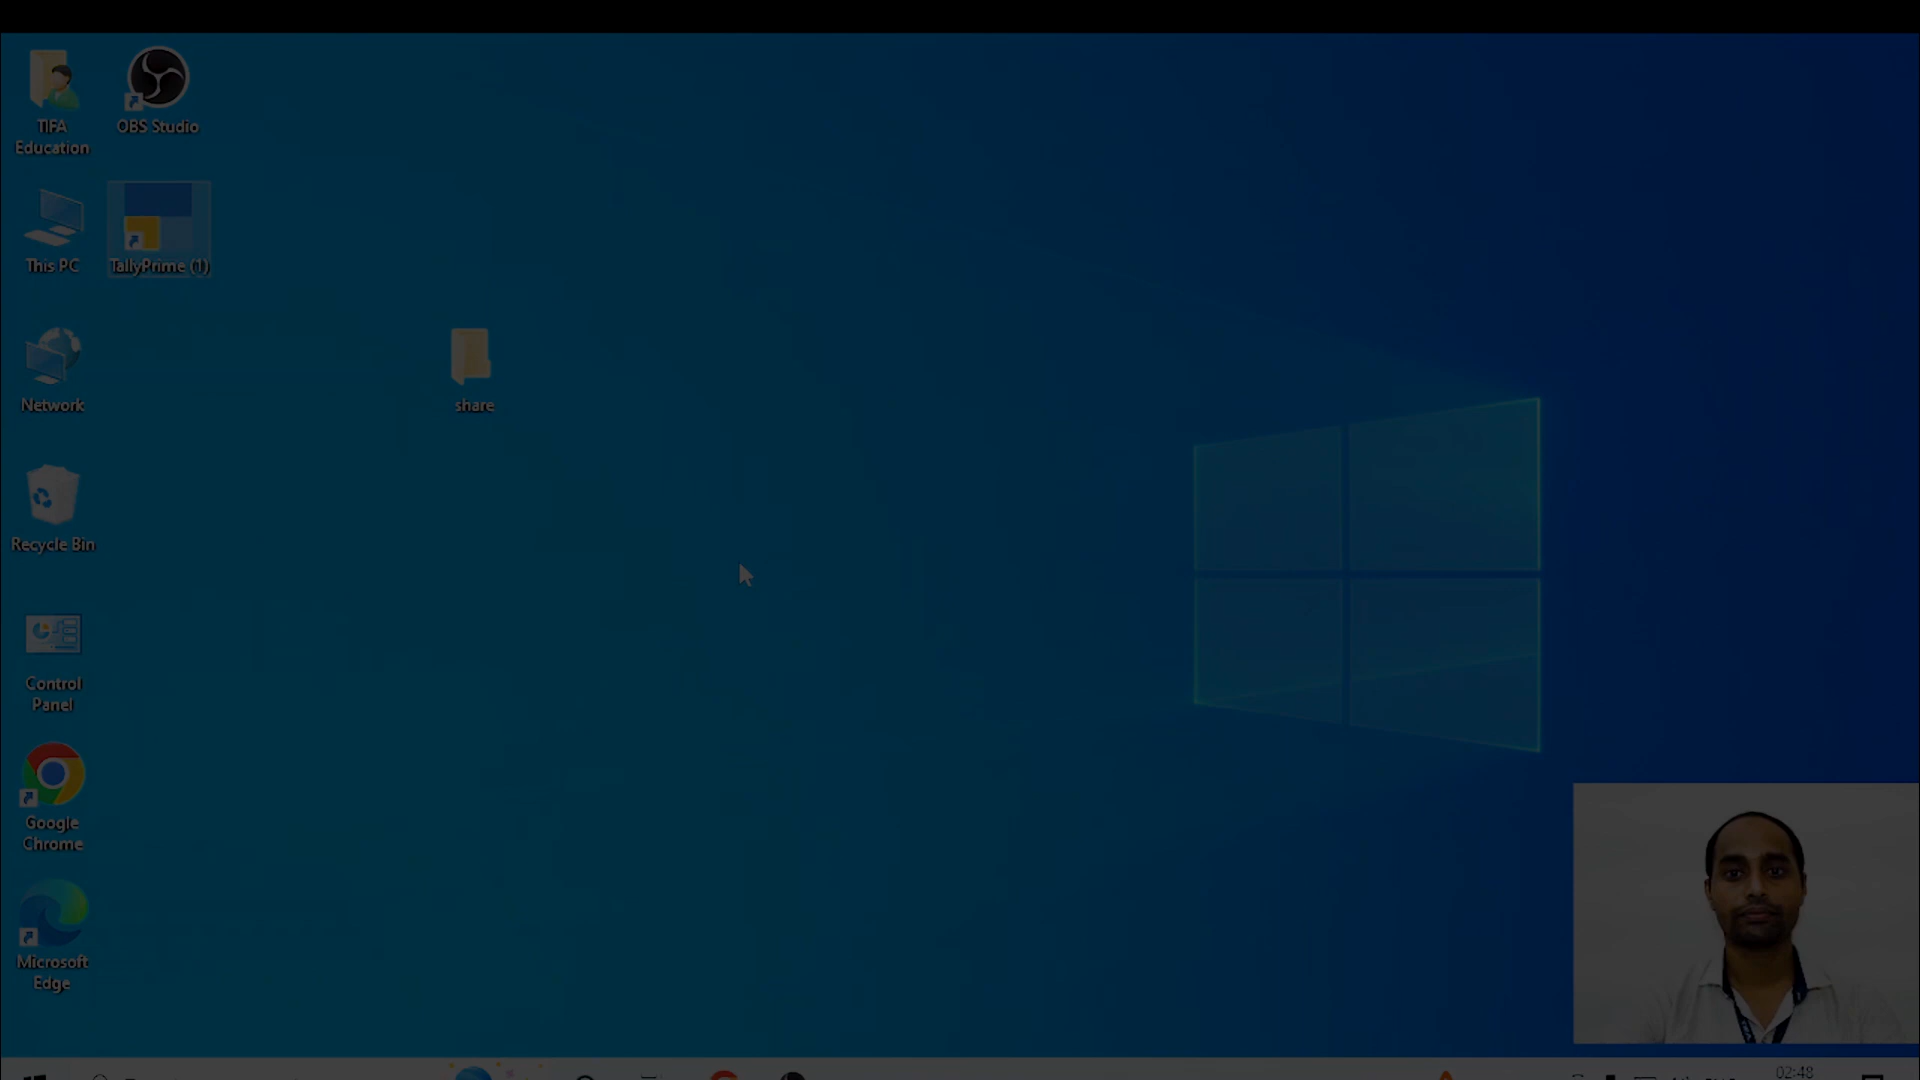 TIFA
Education
OBS Studio
This PC
TallyPrime (1)
Network
share
Recycle Bin
Control
Panel
Google
Chrome
Microsoft
Edge
02:48